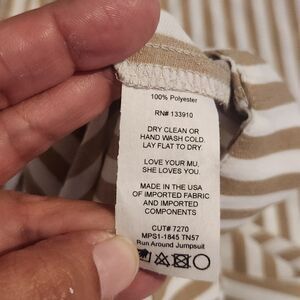 100% Polyester
RN# 133910
DRY CLEAN OR
HAND WASH COLD.
LAY FLAT TO DRY.
LOVE YOUR MU.
SHE LOVES YOU.
MADE IN THE USA
OF IMPORTED FABRIC
AND IMPORTED
COMPONENTS
CUT# 7270
MPS1-1845 TN57
Run Around Jumpsuit